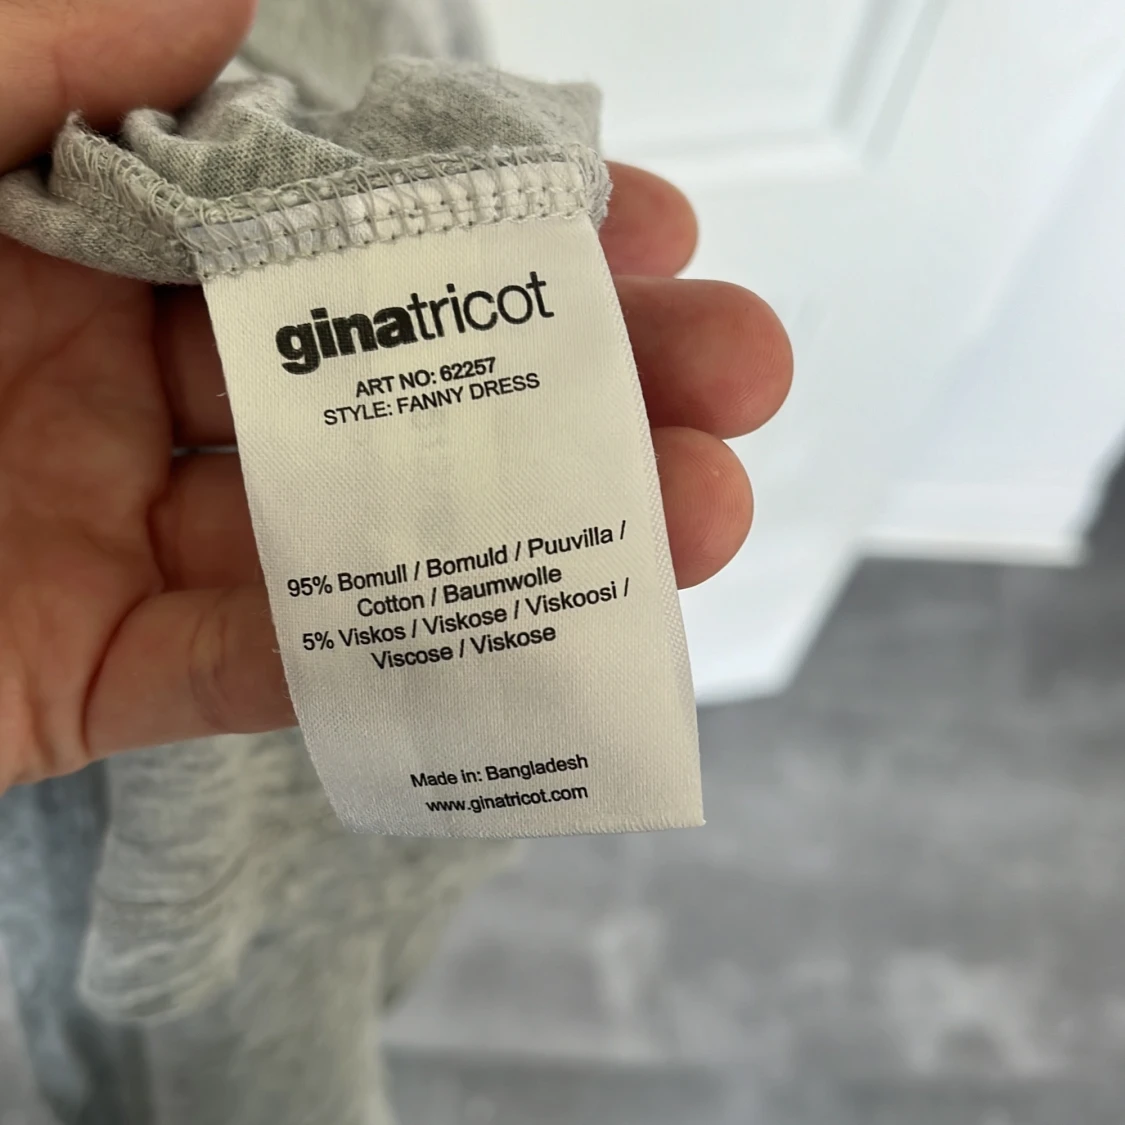 ginatricot
ART NO: 62257
STYLE: FANNY DRESS
95% Bomull / Bomuld / Puuvilla /
Cotton / Baumwolle
5% Viskos / Viskose / Viskoosi /
Viscose / Viskose
Made in: Bangladesh
www.ginatricot.com